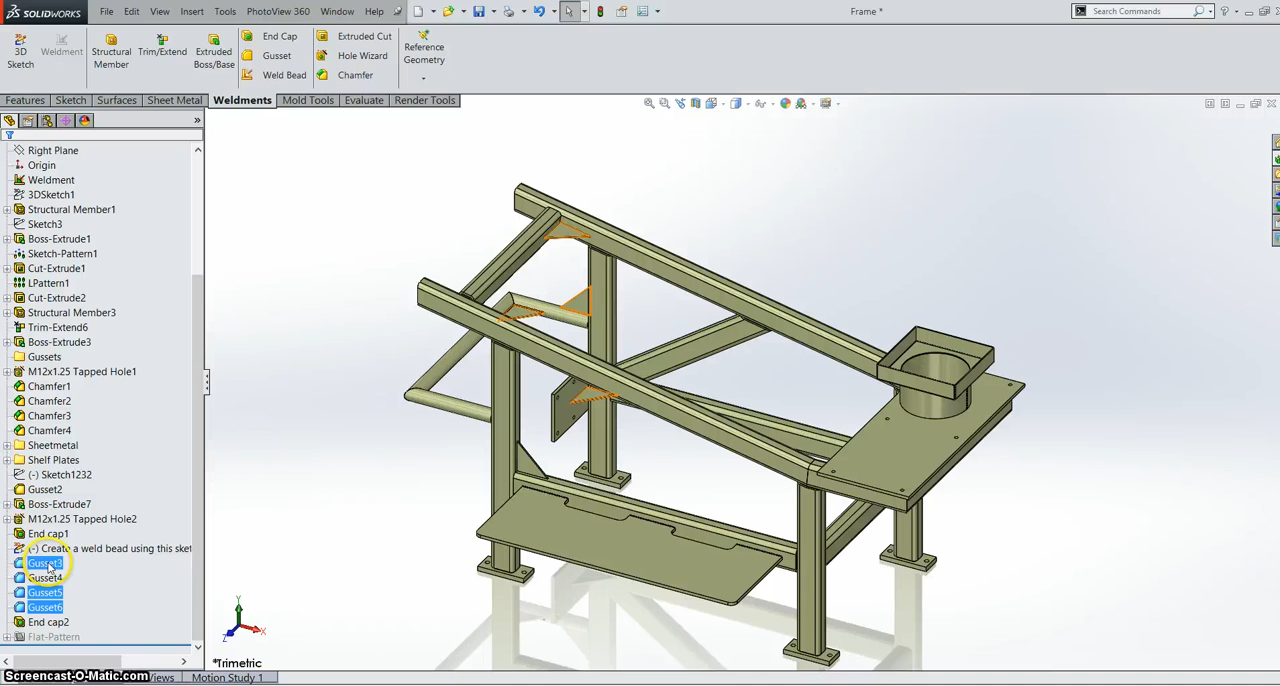 SOLIDWORKS File Edit View Insert Tools PhotoView 360 Window Help Frame * Search Commands
3D Sketch
Weldment
Structural Member
Trim/Extend
Extruded Boss/Base
End Cap
Gusset
Weld Bead
Extruded Cut
Hole Wizard
Chamfer
Reference Geometry
Features Sketch Surfaces Sheet Metal Weldments Mold Tools Evaluate Render Tools
Right Plane
Origin
Weldment
3DSketch1
Structural Member1
Sketch3
Boss-Extrude1
Sketch-Pattern1
Cut-Extrude1
LPattern1
Cut-Extrude2
Structural Member3
Trim-Extend6
Boss-Extrude3
Gussets
M12x1.25 Tapped Hole1
Chamfer1
Chamfer2
Chamfer3
Chamfer4
Sheetmetal
Shelf Plates
(-) Sketch1232
Gusset2
Boss-Extrude7
M12x1.25 Tapped Hole2
End cap1
(-) Create a weld bead using this sket
Gusset3
Gusset4
Gusset5
Gusset6
End cap2
Flat-Pattern
Y
X
Z
*Trimetric
Screencast-O-Matic.com Views Motion Study 1